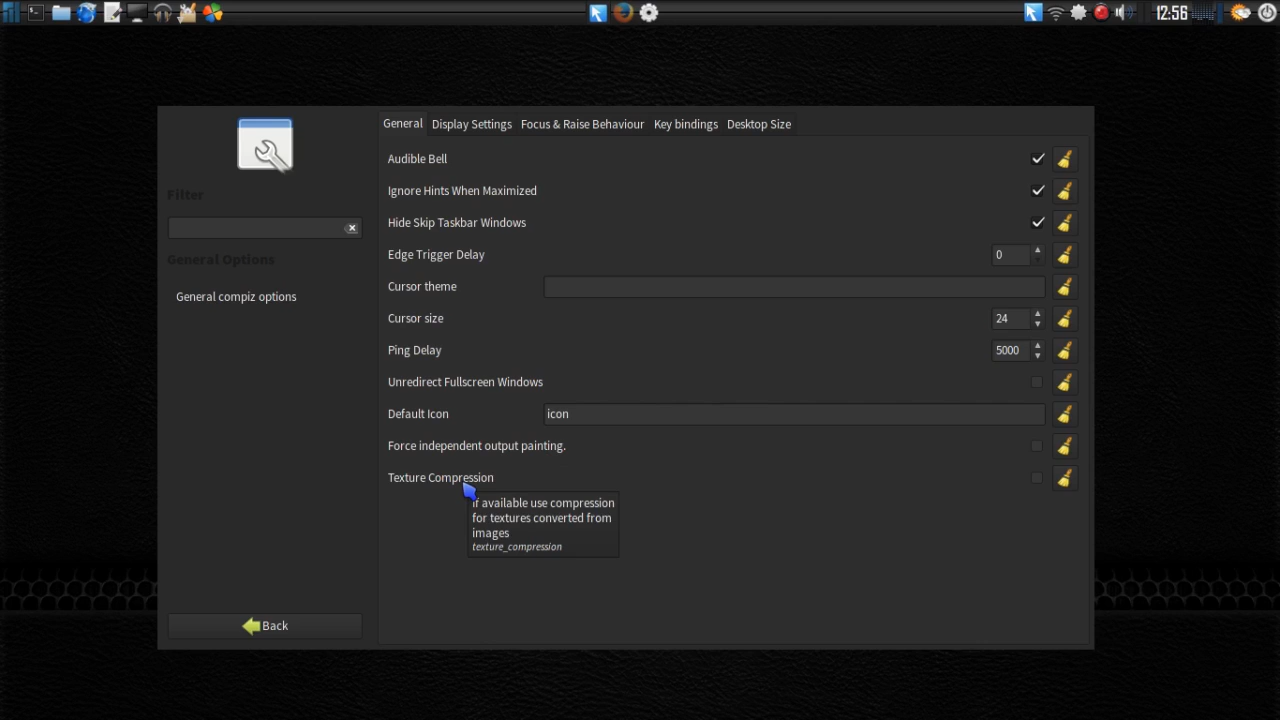 12:56
General Display Settings Focus & Raise Behaviour Key bindings Desktop Size
Filter
General Options
General compiz options
Back
Audible Bell
Ignore Hints When Maximized
Hide Skip Taskbar Windows
Edge Trigger Delay 0
Cursor theme
Cursor size 24
Ping Delay 5000
Unredirect Fullscreen Windows
Default Icon icon
Force independent output painting.
Texture Compression
If available use compression
for textures converted from
images
texture_compression